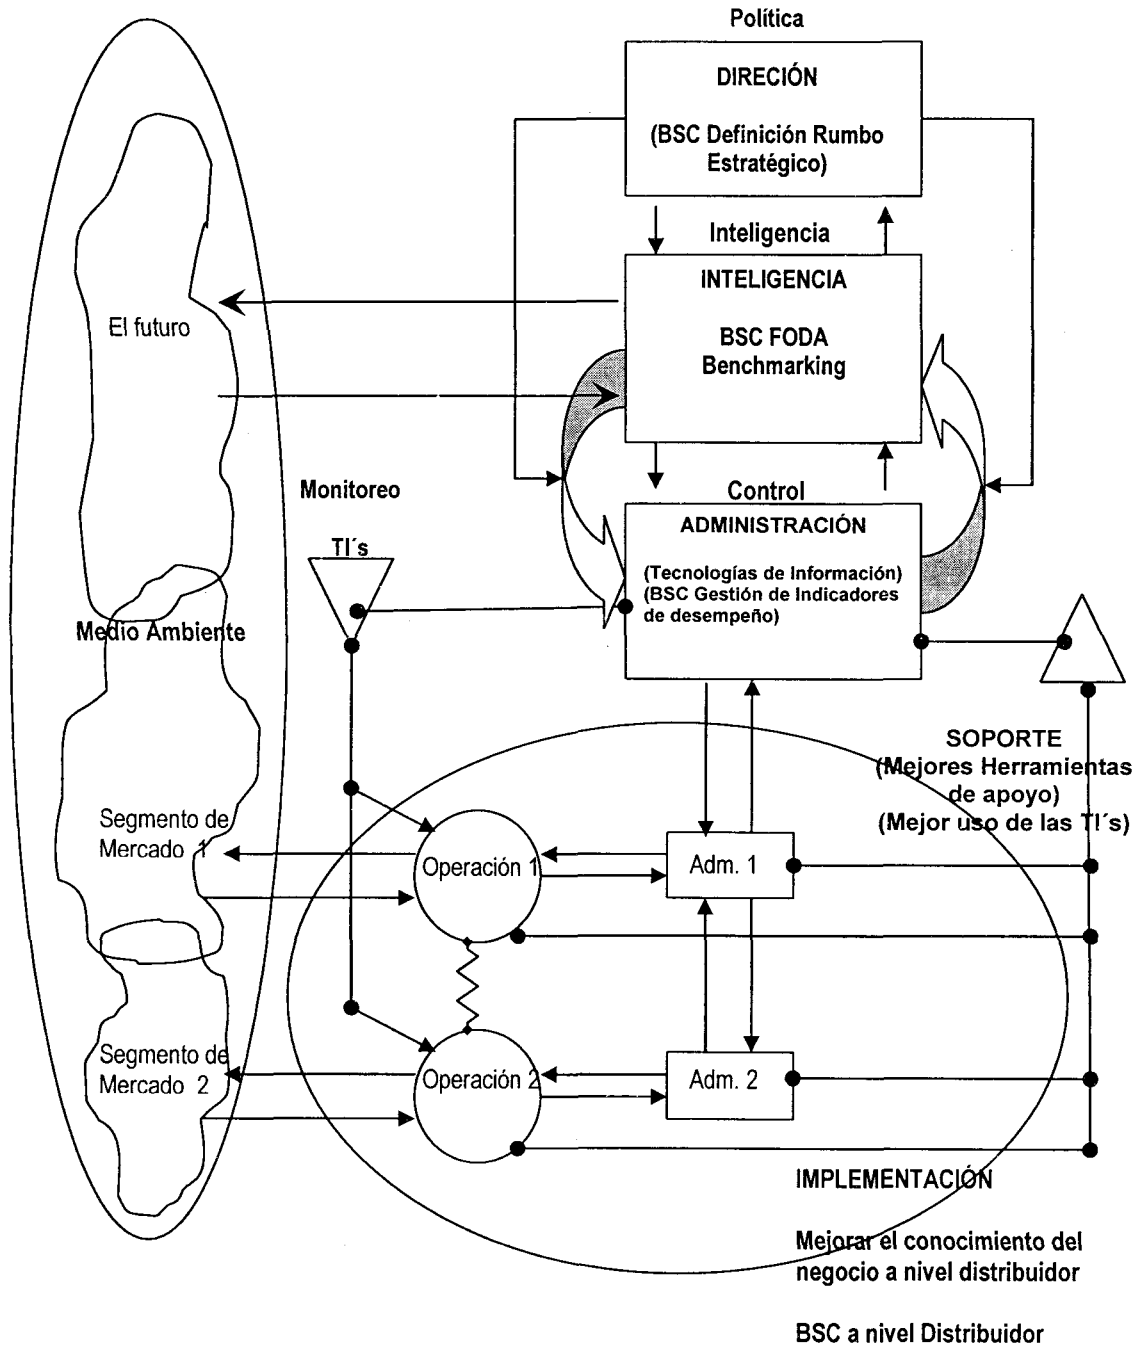 Política
DIRECIÓN
(BSC Definición Rumbo
Estratégico)
Inteligencia
INTELIGENCIA
BSC FODA
Benchmarking
El futuro
Monitoreo
Control
ADMINISTRACIÓN
(Tecnologías de Información)
(BSC Gestión de Indicadores
de desempeño)
TI´s
Medio Ambiente
SOPORTE
(Mejores Herramientas
de apoyo)
(Mejor uso de las TI´s)
Segmento de
Mercado 1
Operación 1
Adm. 1
Segmento de
Mercado 2
Operación 2
Adm. 2
IMPLEMENTACIÓN
Mejorar el conocimiento del
negocio a nivel distribuidor
BSC a nivel Distribuidor